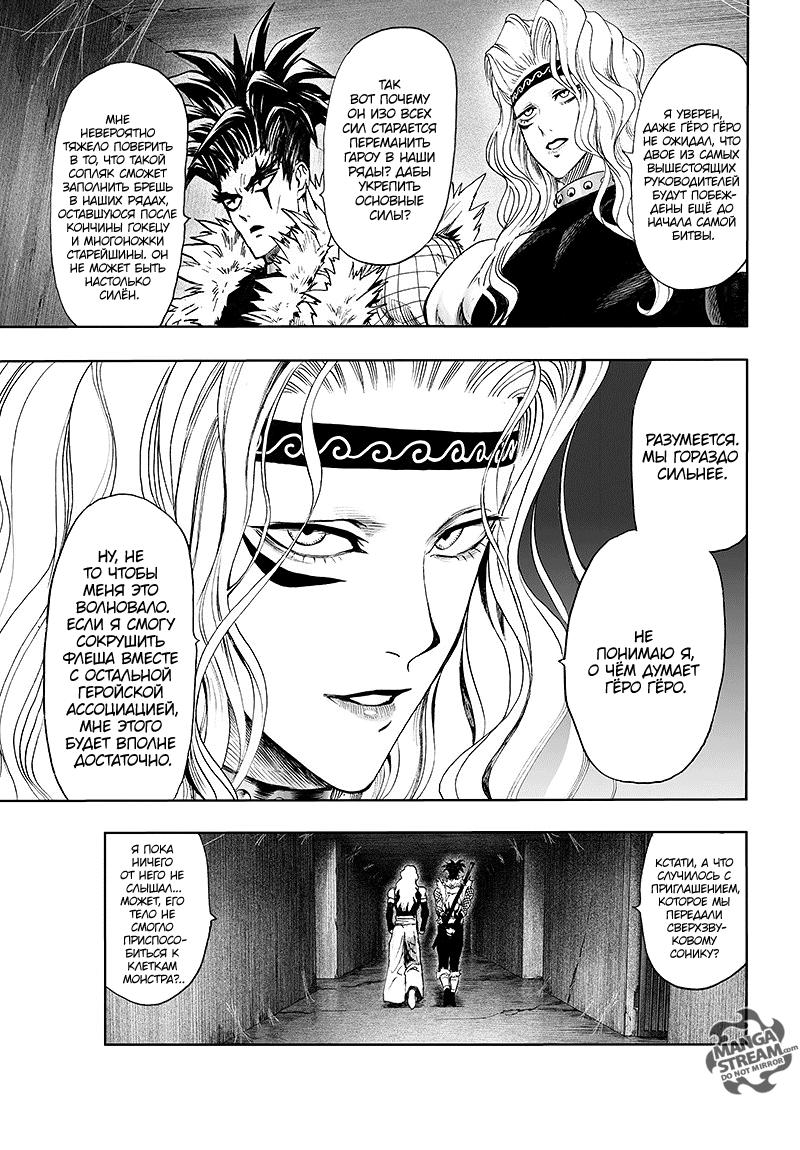 Я УВЕРЕН,
ДАЖЕ ГЁРО ГЁРО
НЕ ОЖИДАЛ, ЧТО
ДВОЕ ИЗ САМЫХ
ВЫШЕСТОЯЩИХ
РУКОВОДИТЕЛЕЙ
БУДУТ ПОБЕЖ-
ДЕНЫ ЕЩЁ ДО
НАЧАЛА САМОЙ
БИТВЫ.
ТАК
ВОТ ПОЧЕМУ
ОН ИЗО ВСЕХ
СИЛ СТАРАЕТСЯ
ПЕРЕМАНИТЬ
ГАРОУ В НАШИ
РЯДЫ? ДАБЫ
УКРЕПИТЬ
ОСНОВНЫЕ
СИЛЫ?
МНЕ
НЕВЕРОЯТНО
ТЯЖЕЛО ПОВЕРИТЬ
В ТО, ЧТО ТАКОЙ
СОПЛЯК СМОЖЕТ
ЗАПОЛНИТЬ БРЕШЬ
В НАШИХ РЯДАХ,
ОСТАВШУЮСЯ ПОСЛЕ
КОНЧИНЫ ГОКЕЦУ
И МНОГОНОЖКИ
СТАРЕЙШИНЫ. ОН
НЕ МОЖЕТ БЫТЬ
НАСТОЛЬКО
СИЛЁН.
РАЗУМЕЕТСЯ.
МЫ ГОРАЗДО
СИЛЬНЕЕ.
НЕ
ПОНИМАЮ Я,
О ЧЁМ ДУМАЕТ
ГЁРО ГЁРО.
НУ, НЕ
ТО ЧТОБЫ
МЕНЯ ЭТО
ВОЛНОВАЛО.
ЕСЛИ Я СМОГУ
СОКРУШИТЬ
ФЛЕША ВМЕСТЕ
С ОСТАЛЬНОЙ
ГЕРОЙСКОЙ
АССОЦИАЦИЕЙ,
МНЕ ЭТОГО
БУДЕТ ВПОЛНЕ
ДОСТАТОЧНО.
КСТАТИ, А ЧТО
СЛУЧИЛОСЬ С
ПРИГЛАШЕНИЕМ,
КОТОРОЕ МЫ
ПЕРЕДАЛИ
СВЕРХЗВУ-
КОВОМУ
СОНИКУ?
Я ПОКА
НИЧЕГО
ОТ НЕГО НЕ
СЛЫШАЛ...
МОЖЕТ, ЕГО
ТЕЛО НЕ
СМОГЛО
ПРИСПОСО-
БИТЬСЯ К
КЛЕТКАМ
МОНСТРА?..
MANGA
STREAM.com
DO NOT MIRROR